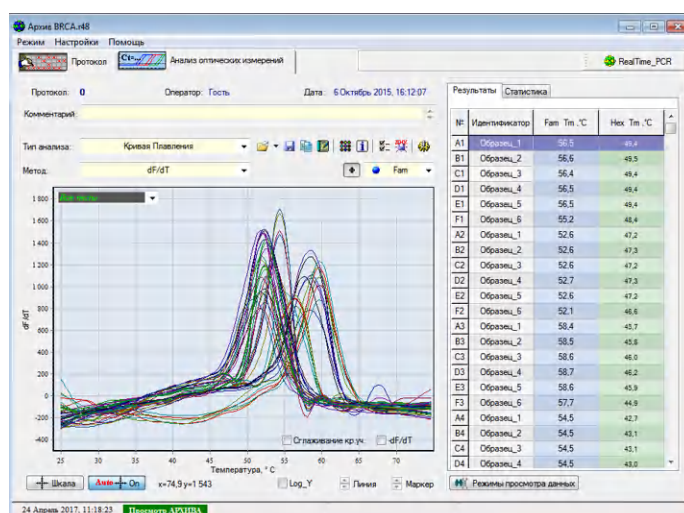 Архив BRCA.r48
Режим Настройки Помощь
Протокол Ct=... Анализ оптических измерений RealTime_PCR
Протокол: 0 Оператор: Гость Дата: 6 Октябрь 2015, 16:12:07
Комментарий:
Тип анализа: Кривая Плавления
Метод: dF/dT Fam
Результаты Статистика
№ Идентификатор Fam Tm .°C Hex Tm .°C
A1 Образец_1 56,5 49,4
B1 Образец_2 56,6 49,5
C1 Образец_3 56,4 49,4
D1 Образец_4 56,5 49,4
E1 Образец_5 56,5 49,4
F1 Образец_6 55,2 48,4
A2 Образец_1 52,6 47,2
B2 Образец_2 52,6 47,3
C2 Образец_3 52,6 47,2
D2 Образец_4 52,7 47,3
E2 Образец_5 52,6 47,2
F2 Образец_6 52,1 46,6
A3 Образец_1 58,4 45,7
B3 Образец_2 58,5 45,8
C3 Образец_3 58,6 46,0
D3 Образец_4 58,7 46,2
E3 Образец_5 58,6 45,9
F3 Образец_6 57,7 44,9
A4 Образец_1 54,5 42,7
B4 Образец_2 54,5 43,1
C4 Образец_3 54,5 43,1
D4 Образец_4 54,5 43,0
dF/dT
1 800
1 600
1 400
1 200
1 000
800
600
400
200
0
-200
-400
Сглаживание кр.уч. -dF/dT
25 30 35 40 45 50 55 60 65 70
Температура, ° C
Шкала Auto On x=74,9 y=1 543 Log_Y Линия Маркер
Режимы просмотра данных
24 Апрель 2017, 11:18:23 Просмотр АРХИВА